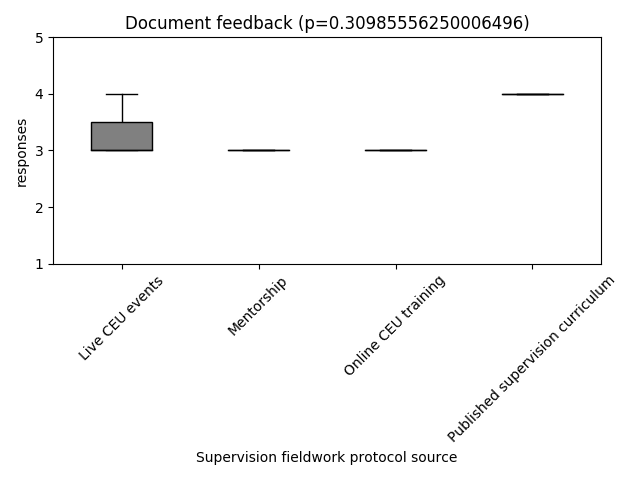 Document feedback (p=0.30985556250006496)
5
4
3
2
1
responses
Live CEU events
Mentorship
Online CEU training
Published supervision curriculum
Supervision fieldwork protocol source